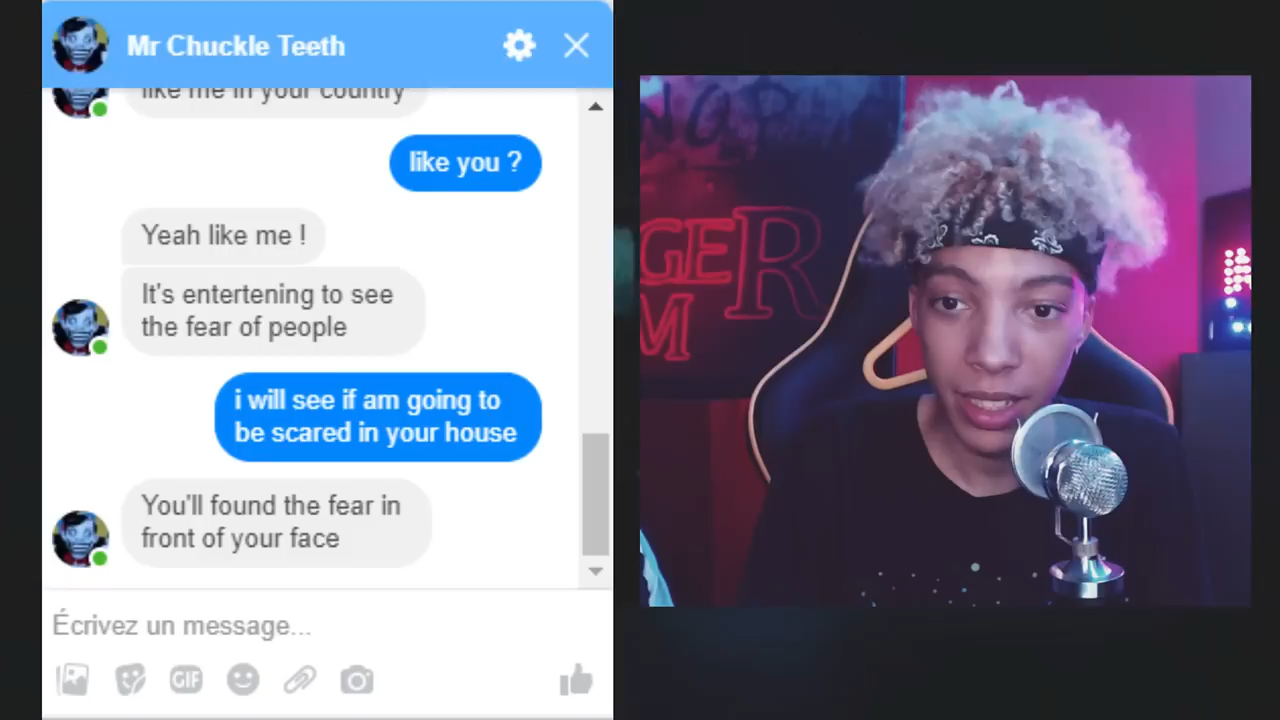 Mr Chuckle Teeth
like me in your country
like you ?
Yeah like me !
It's entertening to see
the fear of people
i will see if am going to
be scared in your house
You'll found the fear in
front of your face
Écrivez un message...
GIF
GER
M